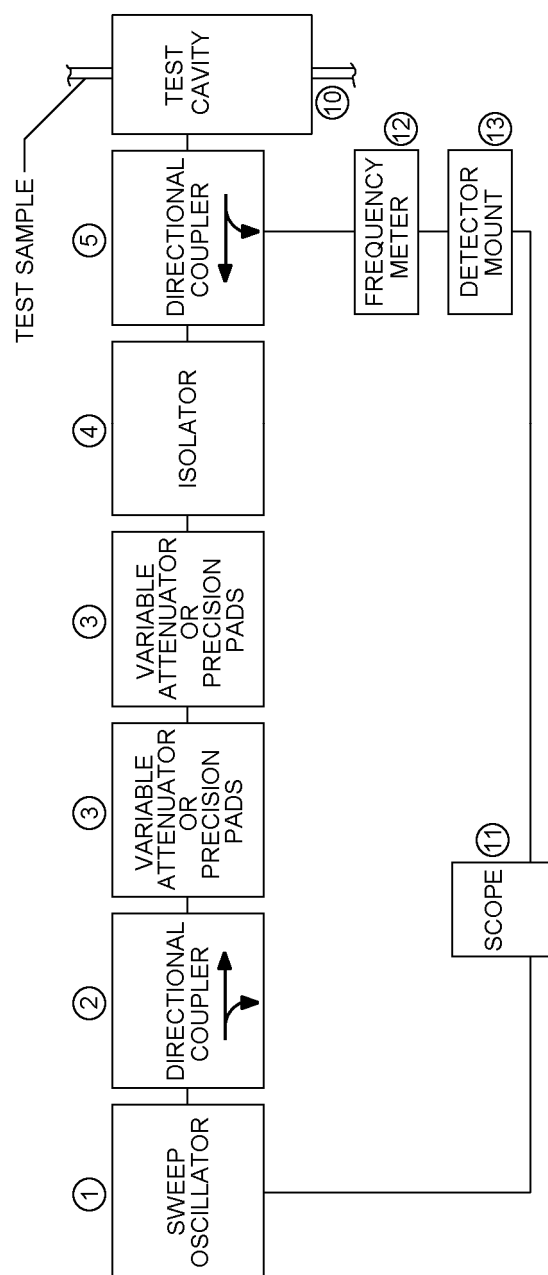 TEST SAMPLE
1
2
3
3
4
5
SWEEP
OSCILLATOR
DIRECTIONAL
COUPLER
VARIABLE
ATTENUATOR
OR
PRECISION
PADS
VARIABLE
ATTENUATOR
OR
PRECISION
PADS
ISOLATOR
DIRECTIONAL
COUPLER
TEST
CAVITY
10
FREQUENCY
METER
12
DETECTOR
MOUNT
13
SCOPE
11